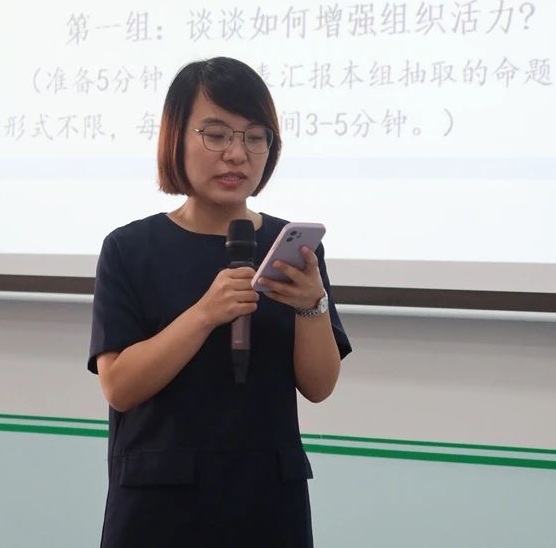 第一组：谈谈如何增强组织活力?
（准备5分钟 汇报本组抽取的命题
形式不限，每 间3-5分钟。）